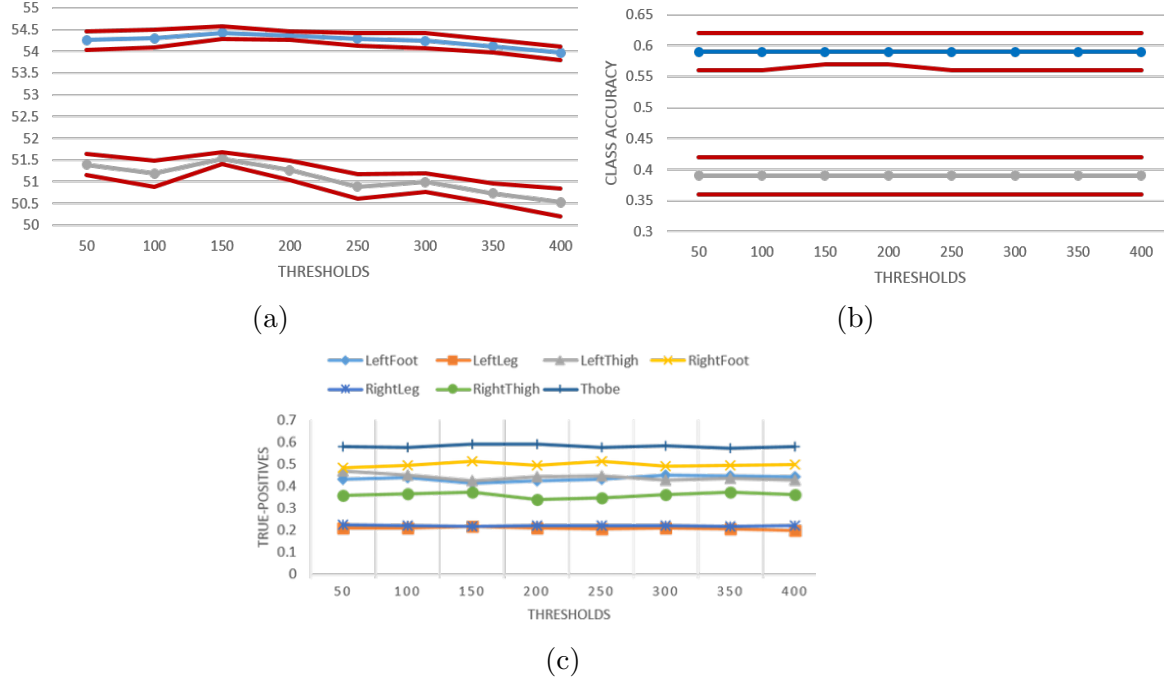 55
54.5
54
53.5
53
52.5
52
51.5
51
50.5
50
50 100 150 200 250 300 350 400
THRESHOLDS
(a)
0.65
0.6
0.55
0.5
0.45
0.4
0.35
0.3
CLASS ACCURACY
50 100 150 200 250 300 350 400
THRESHOLDS
(b)
LeftFoot LeftLeg LeftThigh RightFoot
RightLeg RightThigh Thobe
0.7
0.6
0.5
0.4
0.3
0.2
0.1
0
TRUE-POSITIVES
50 100 150 200 250 300 350 400
THRESHOLDS
(c)